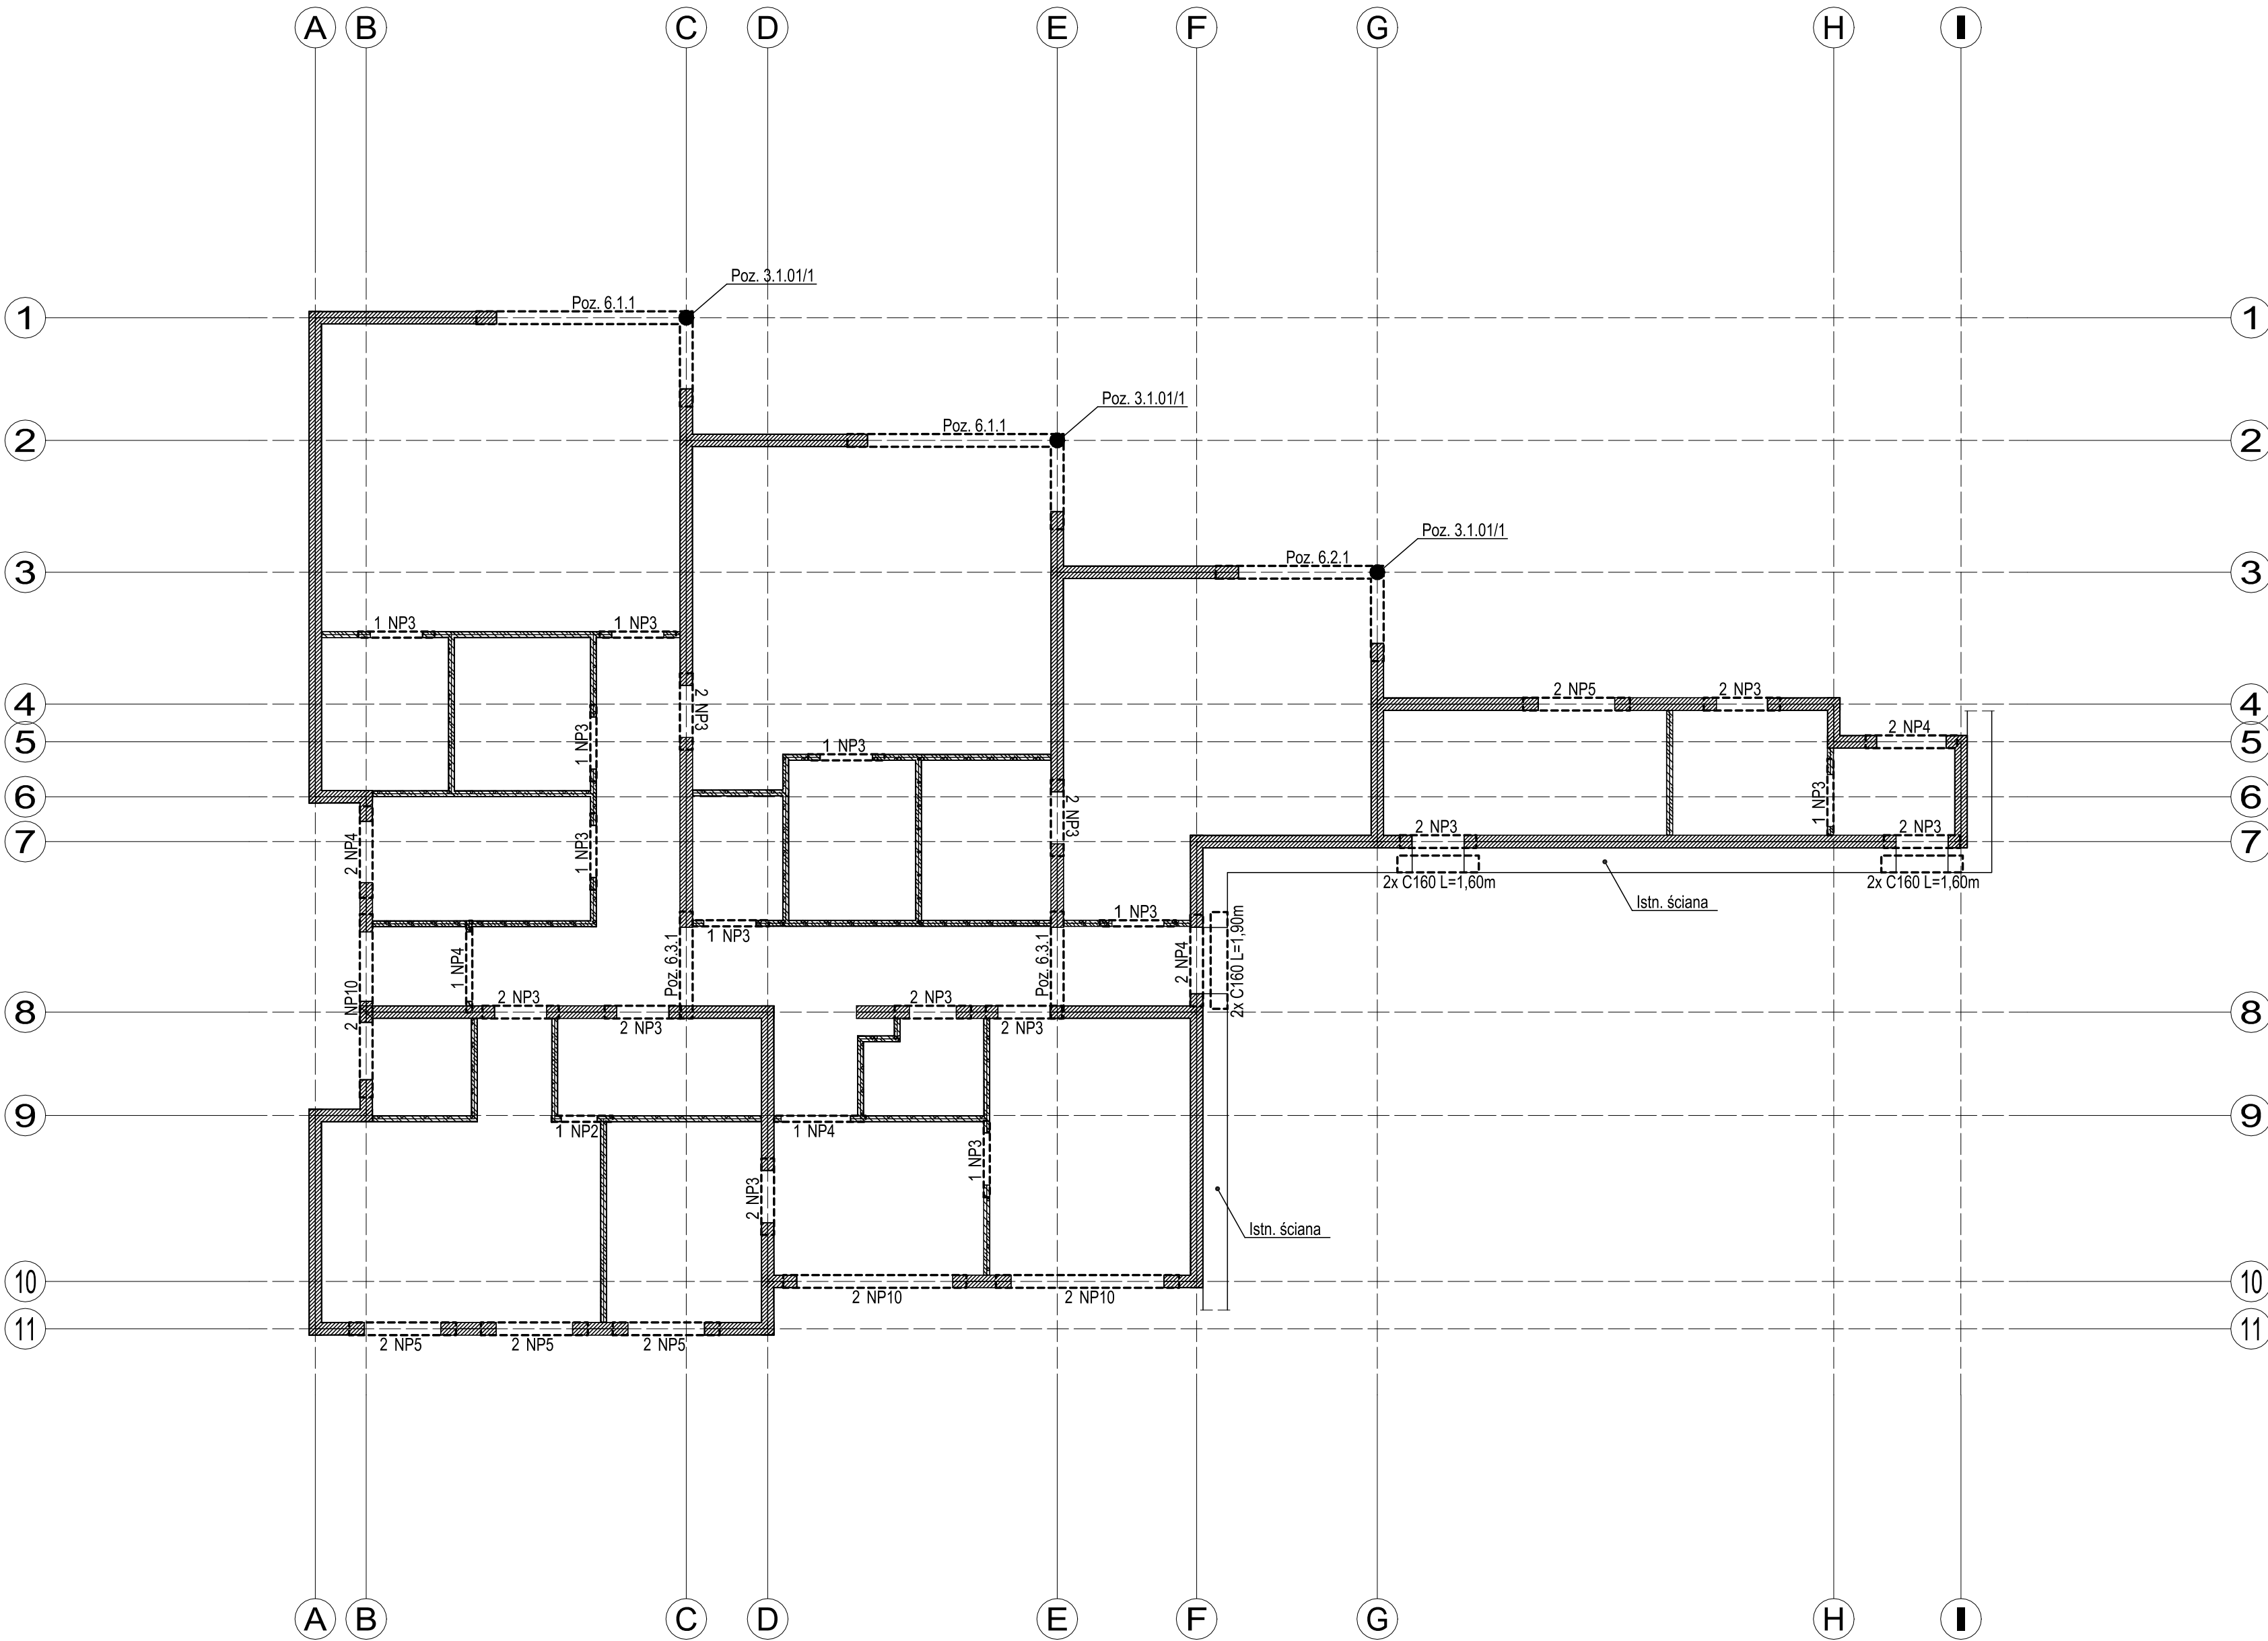 A B C D E F G H I
Poz. 3.1.01/1
Poz. 6.1.1
1 1
Poz. 3.1.01/1
Poz. 6.1.1
2 2
Poz. 3.1.01/1
Poz. 6.2.1
3 3
1 NP3 1 NP3
2 NP3
2 NP5 2 NP3
4 4
2 NP4
1 NP3
1 NP3
5 5
6 6
2 NP3
1 NP3
2 NP3 2 NP3
7 7
2 NP4
1 NP3
2x C160 L=1,60m 2x C160 L=1,60m
Istn. ściana
1 NP3
1 NP3
1 NP4
Poz. 6.3.1
Poz. 6.3.1
2 NP4
2x C160 L=1,90m
2 NP10
2 NP3 2 NP3
8 8
2 NP3 2 NP3
9 9
1 NP2 1 NP4
1 NP3
2 NP3
Istn. ściana
10 10
2 NP10 2 NP10
11 11
2 NP5 2 NP5 2 NP5
A B C D E F G H I